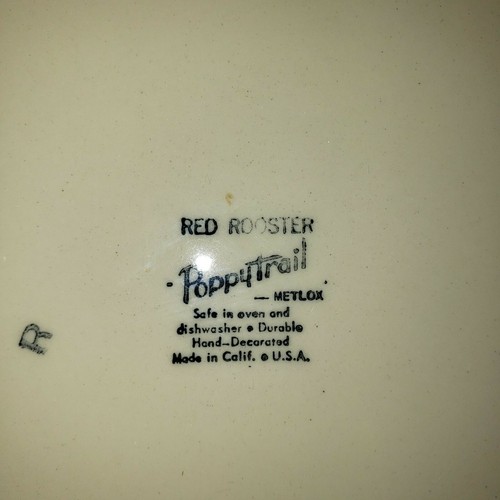 RED ROOSTER
Poppytrail
— METLOX
Safe in oven and
dishwasher • Durable
Hand-Decorated
Made in Calif. • U.S.A.
R